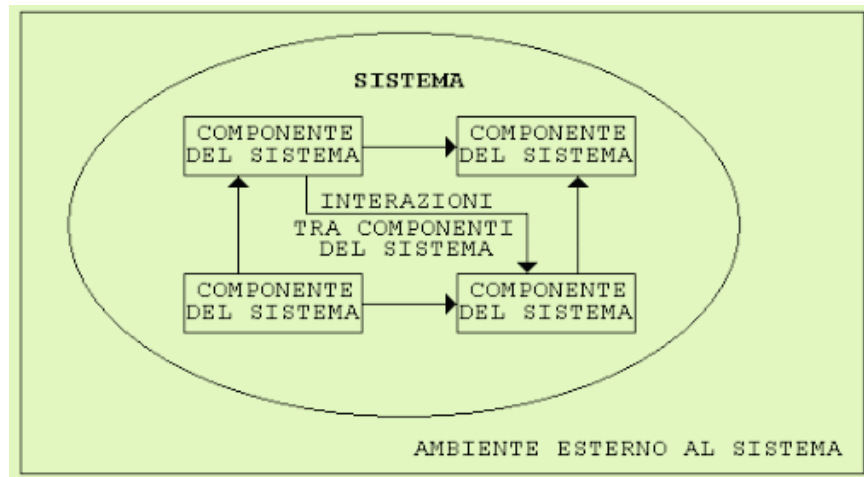 SISTEMA
COMPONENTE
DEL SISTEMA
COMPONENTE
DEL SISTEMA
INTERAZIONI
TRA COMPONENTI
DEL SISTEMA
COMPONENTE
DEL SISTEMA
COMPONENTE
DEL SISTEMA
AMBIENTE ESTERNO AL SISTEMA